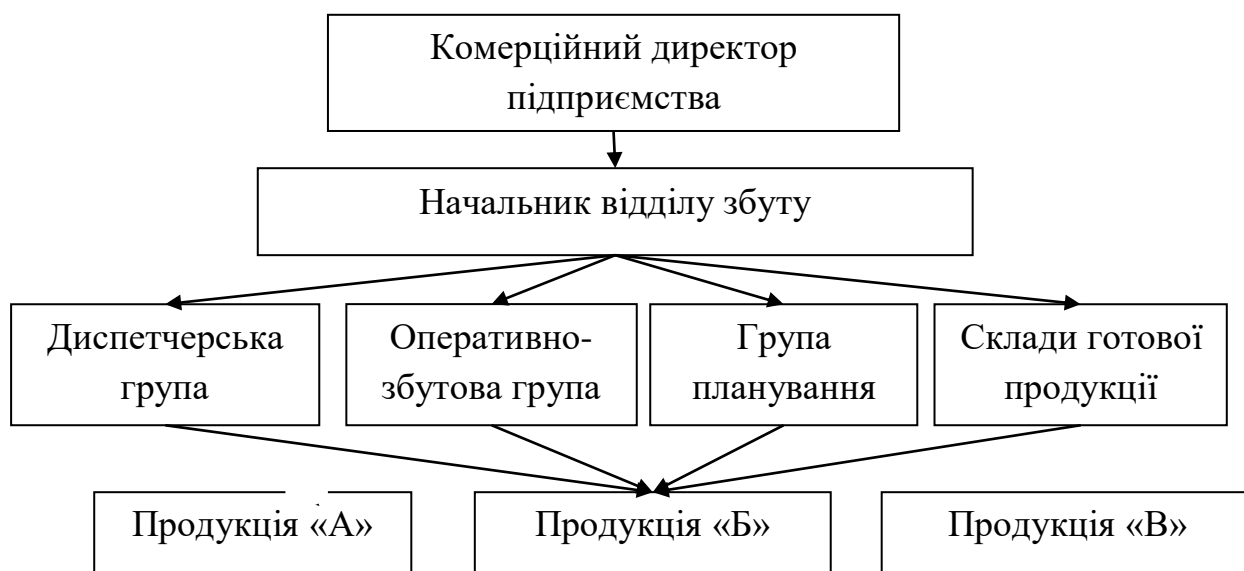 Комерційний директор
підприємства
Начальник відділу збуту
Диспетчерська
група
Оперативно-
збутова група
Група
планування
Склади готової
продукції
Продукція «А»
Продукція «Б»
Продукція «В»